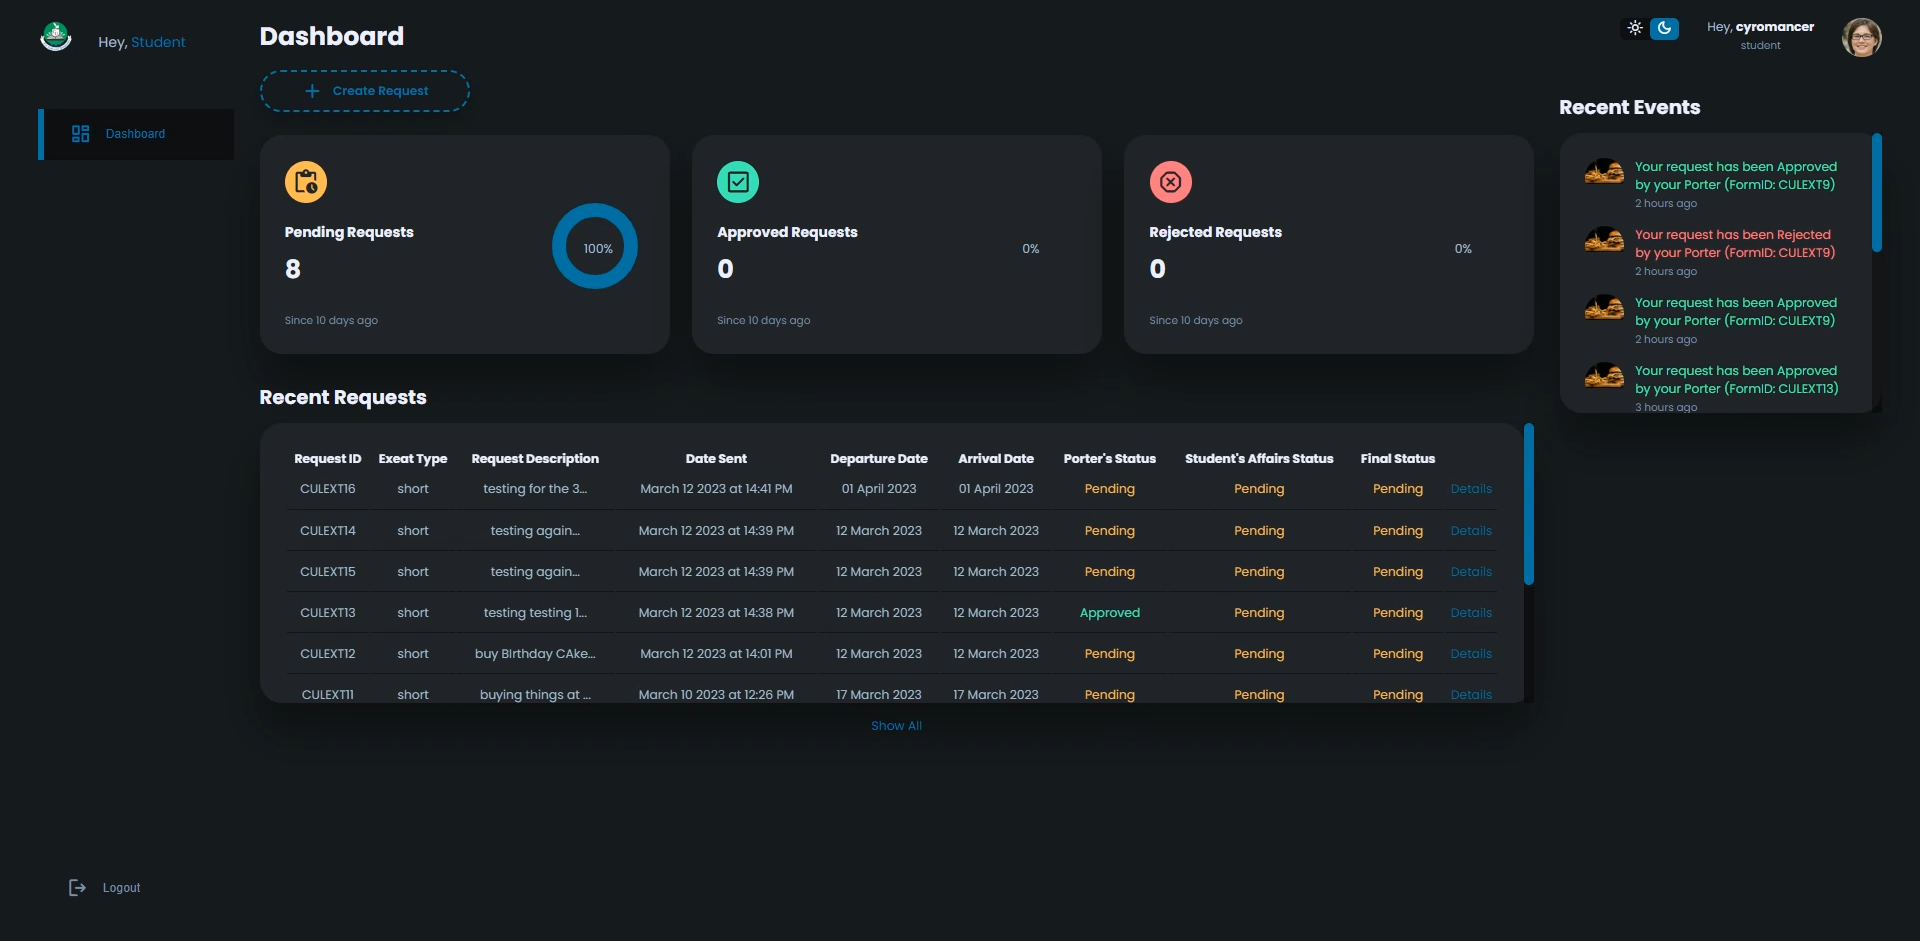 Hey, Student
Dashboard
Hey, cyromancer
student
Create Request
Dashboard
Pending Requests
8
100%
Since 10 days ago
Approved Requests
0
0%
Since 10 days ago
Rejected Requests
0
0%
Since 10 days ago
Recent Events
Your request has been Approved
by your Porter (FormID: CULEXT9)
2 hours ago
Your request has been Rejected
by your Porter (FormID: CULEXT9)
2 hours ago
Your request has been Approved
by your Porter (FormID: CULEXT9)
2 hours ago
Your request has been Approved
by your Porter (FormID: CULEXT13)
3 hours ago
Recent Requests
Request ID Exeat Type Request Description Date Sent Departure Date Arrival Date Porter's Status Student's Affairs Status Final Status
CULEXT16 short testing for the 3... March 12 2023 at 14:41 PM 01 April 2023 01 April 2023 Pending Pending Pending Details
CULEXT14 short testing again... March 12 2023 at 14:39 PM 12 March 2023 12 March 2023 Pending Pending Pending Details
CULEXT15 short testing again... March 12 2023 at 14:39 PM 12 March 2023 12 March 2023 Pending Pending Pending Details
CULEXT13 short testing testing 1... March 12 2023 at 14:38 PM 12 March 2023 12 March 2023 Approved Pending Pending Details
CULEXT12 short buy BIrthday CAke... March 12 2023 at 14:01 PM 12 March 2023 12 March 2023 Pending Pending Pending Details
CULEXT11 short buying things at ... March 10 2023 at 12:26 PM 17 March 2023 17 March 2023 Pending Pending Pending Details
Show All
Logout